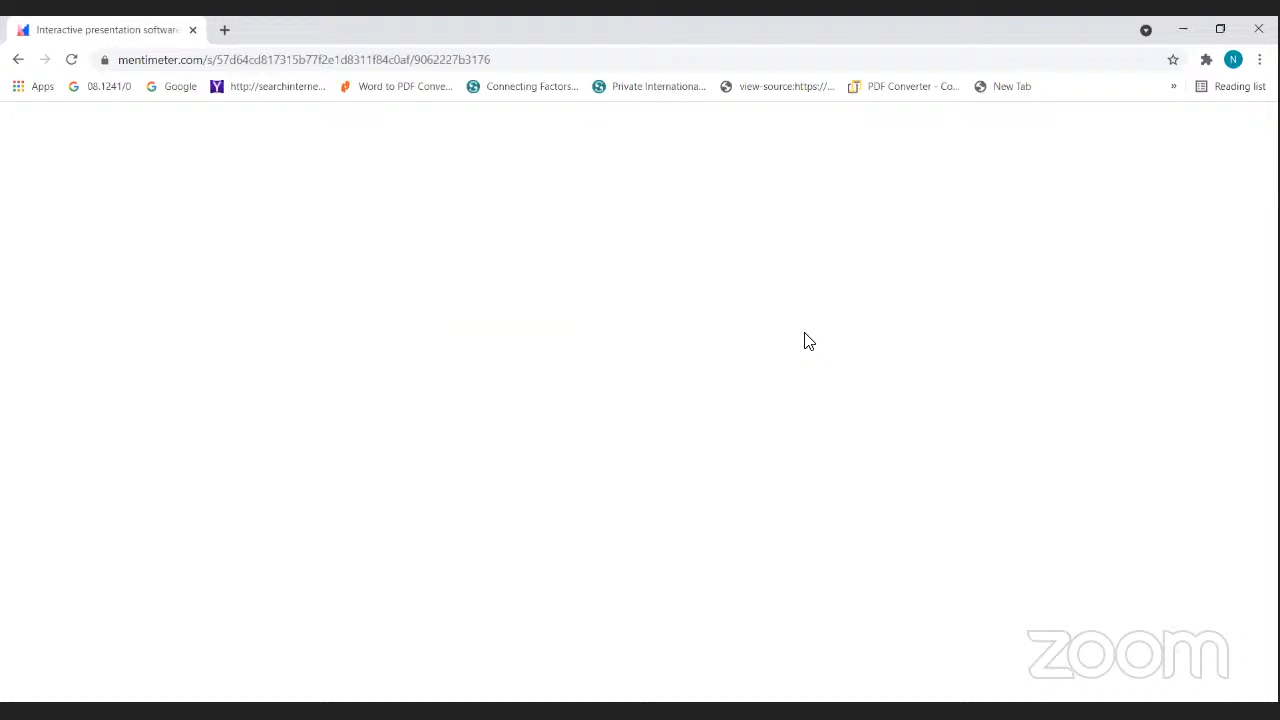 Interactive presentation software
mentimeter.com/s/57d64cd817315b77f2e1d8311f84c0af/9062227b3176
N
Apps
08.1241/0
Google
http://searchinterne...
Word to PDF Conve...
Connecting Factors...
Private Internationa...
view-source:https://...
PDF Converter - Co...
New Tab
»
Reading list
zoom